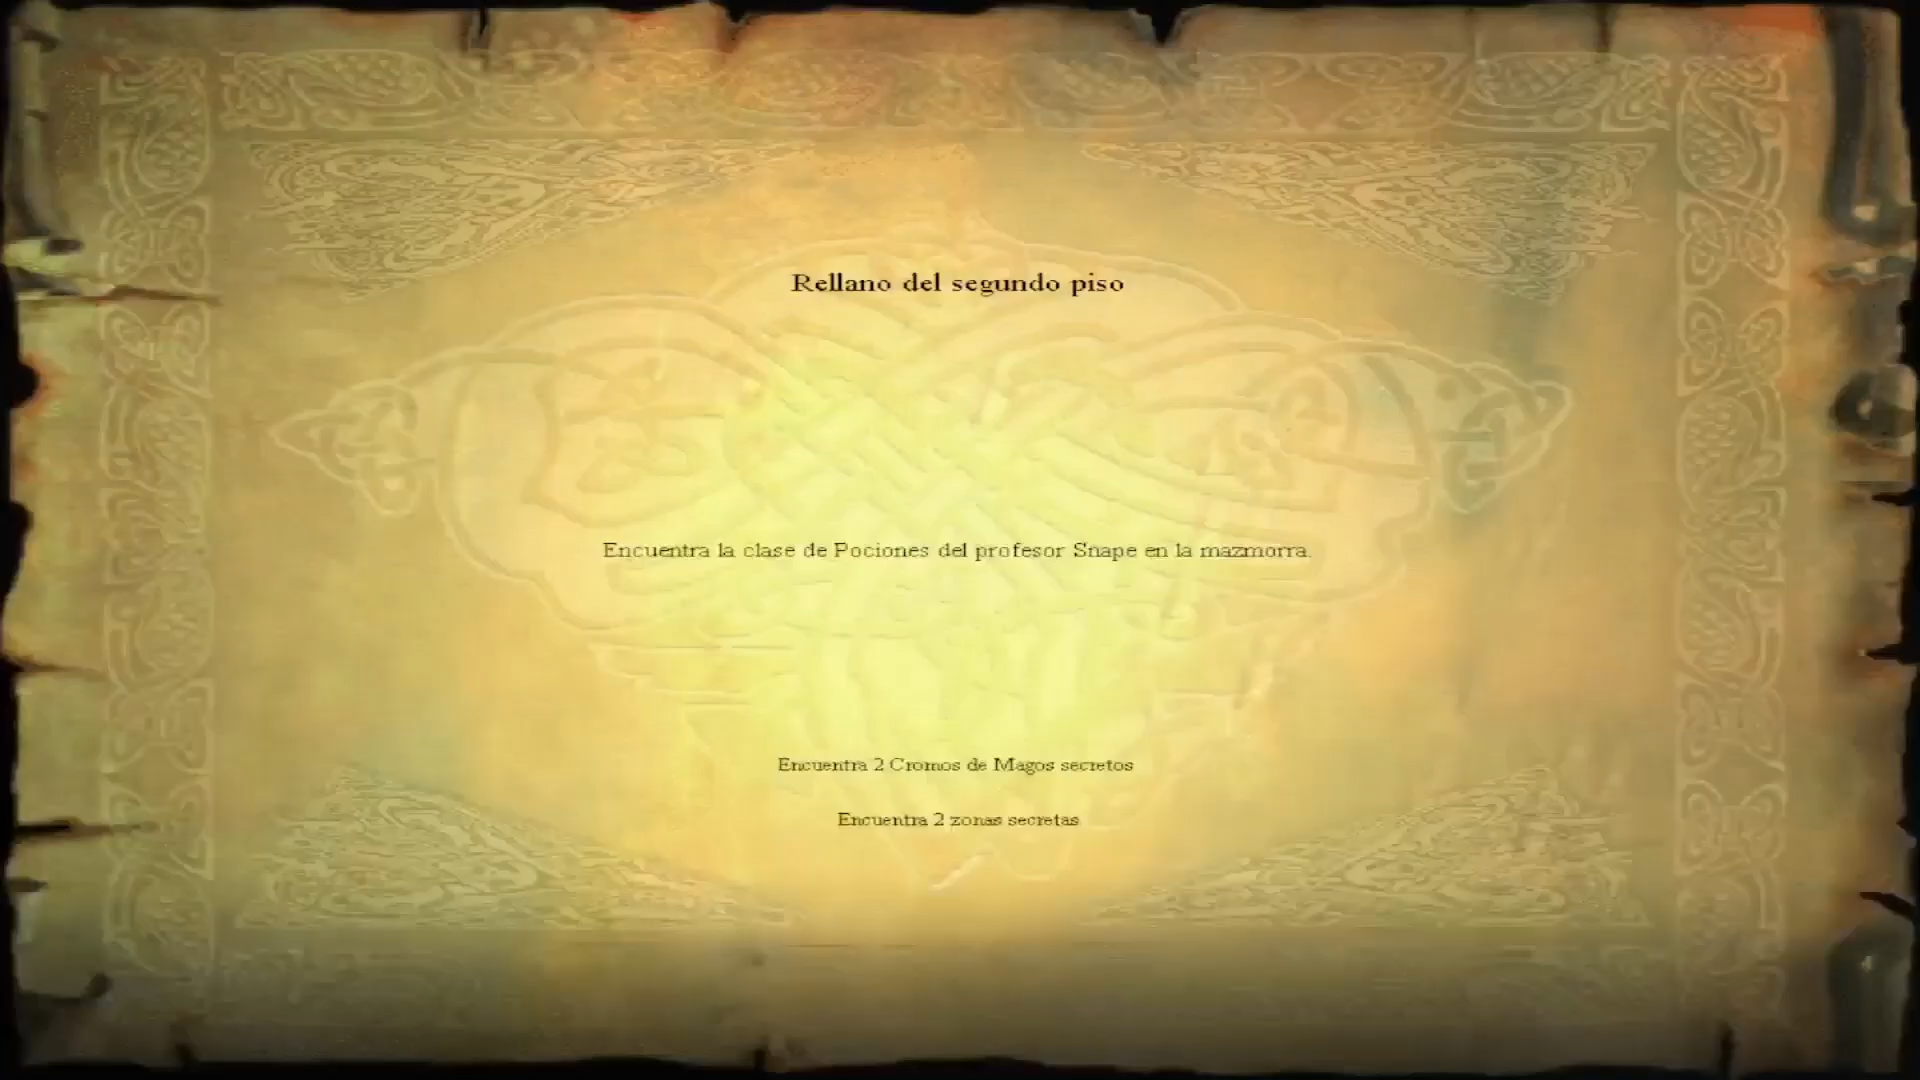 Rellano del segundo piso
Encuentra la clase de Pociones del profesor Snape en la mazmorra.
Encuentra 2 Cromos de Magos secretos
Encuentra 2 zonas secretas